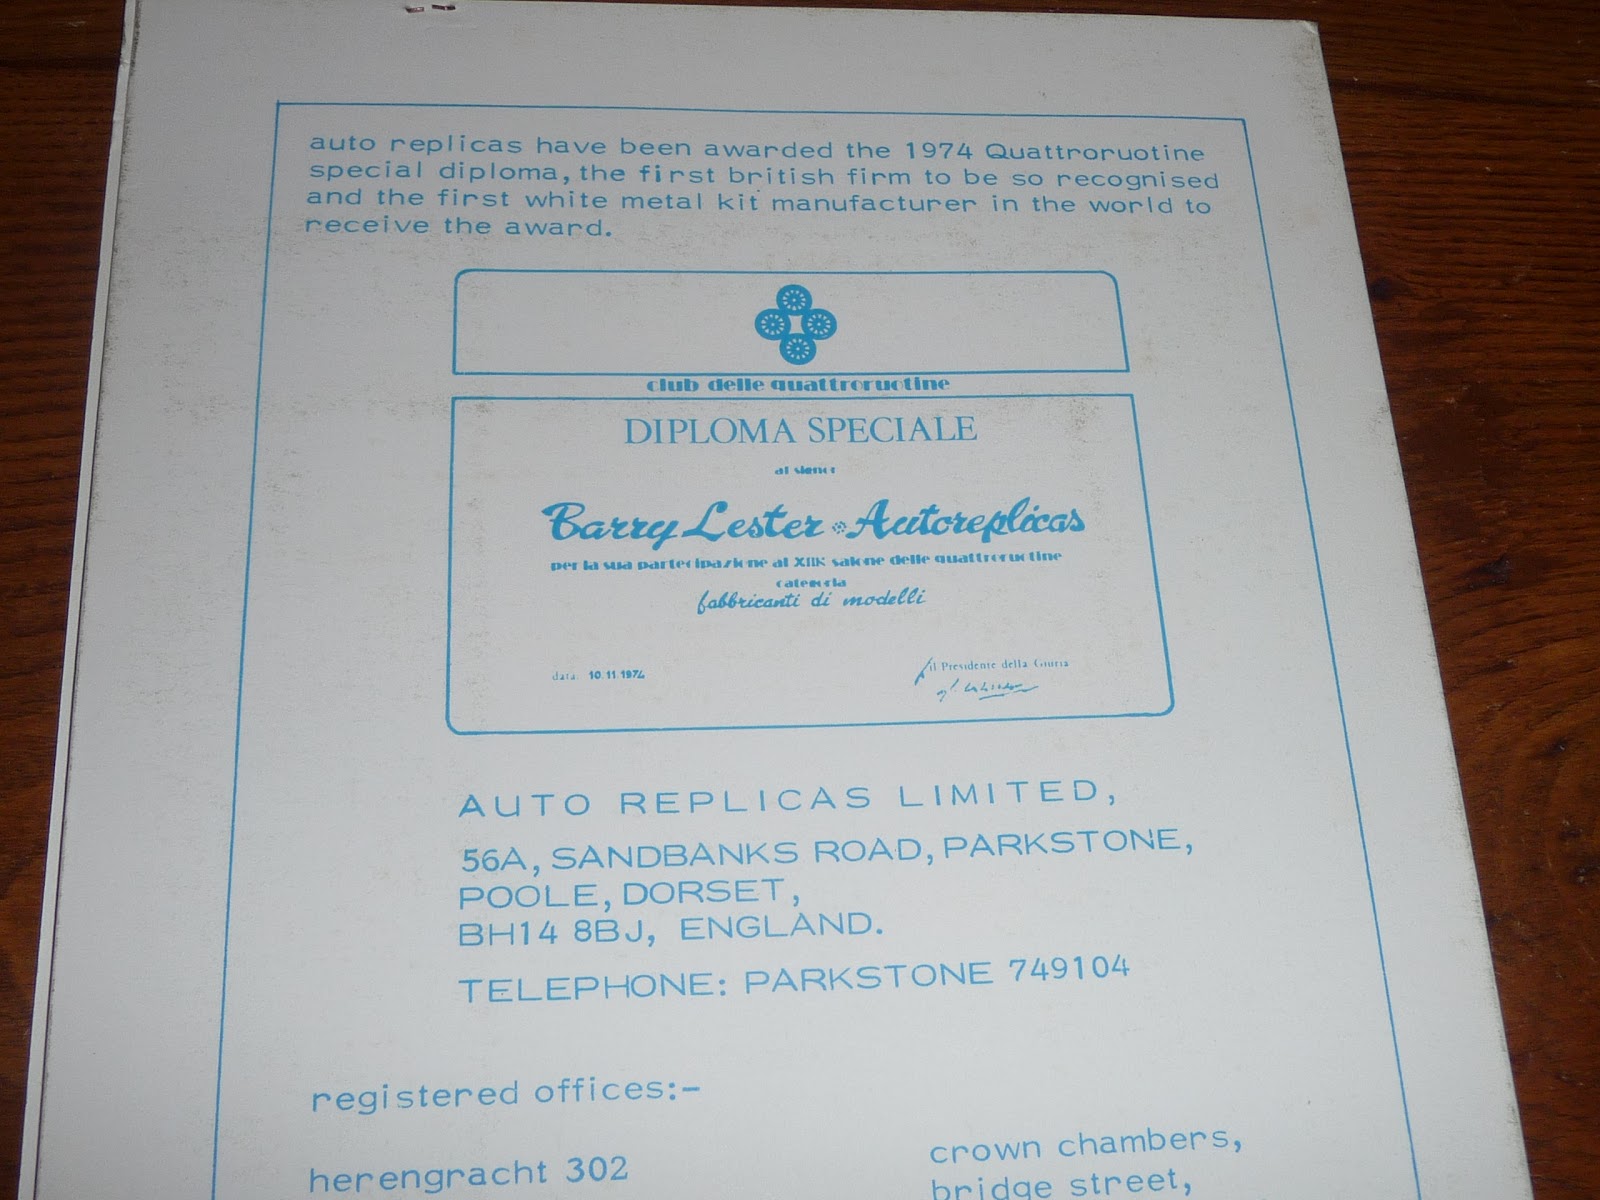 auto replicas have been awarded the 1974 Quattroruotine
special diploma, the first british firm to be so recognised
and the first white metal kit manufacturer in the world to
receive the award.
club delle quattroruotine
DIPLOMA SPECIALE
al signor
Barry Lester Autoreplicas
per la sua partecipazione al salone delle quattroruotine
categoria
fabbricanti di modelli
data 10.11.1974
il Presidente della Giuria
AUTO REPLICAS LIMITED,
56A, SANDBANKS ROAD, PARKSTONE,
POOLE, DORSET,
BH14 8BJ, ENGLAND.
TELEPHONE: PARKSTONE 749104
registered offices:-
herengracht 302
crown chambers,
bridge street,